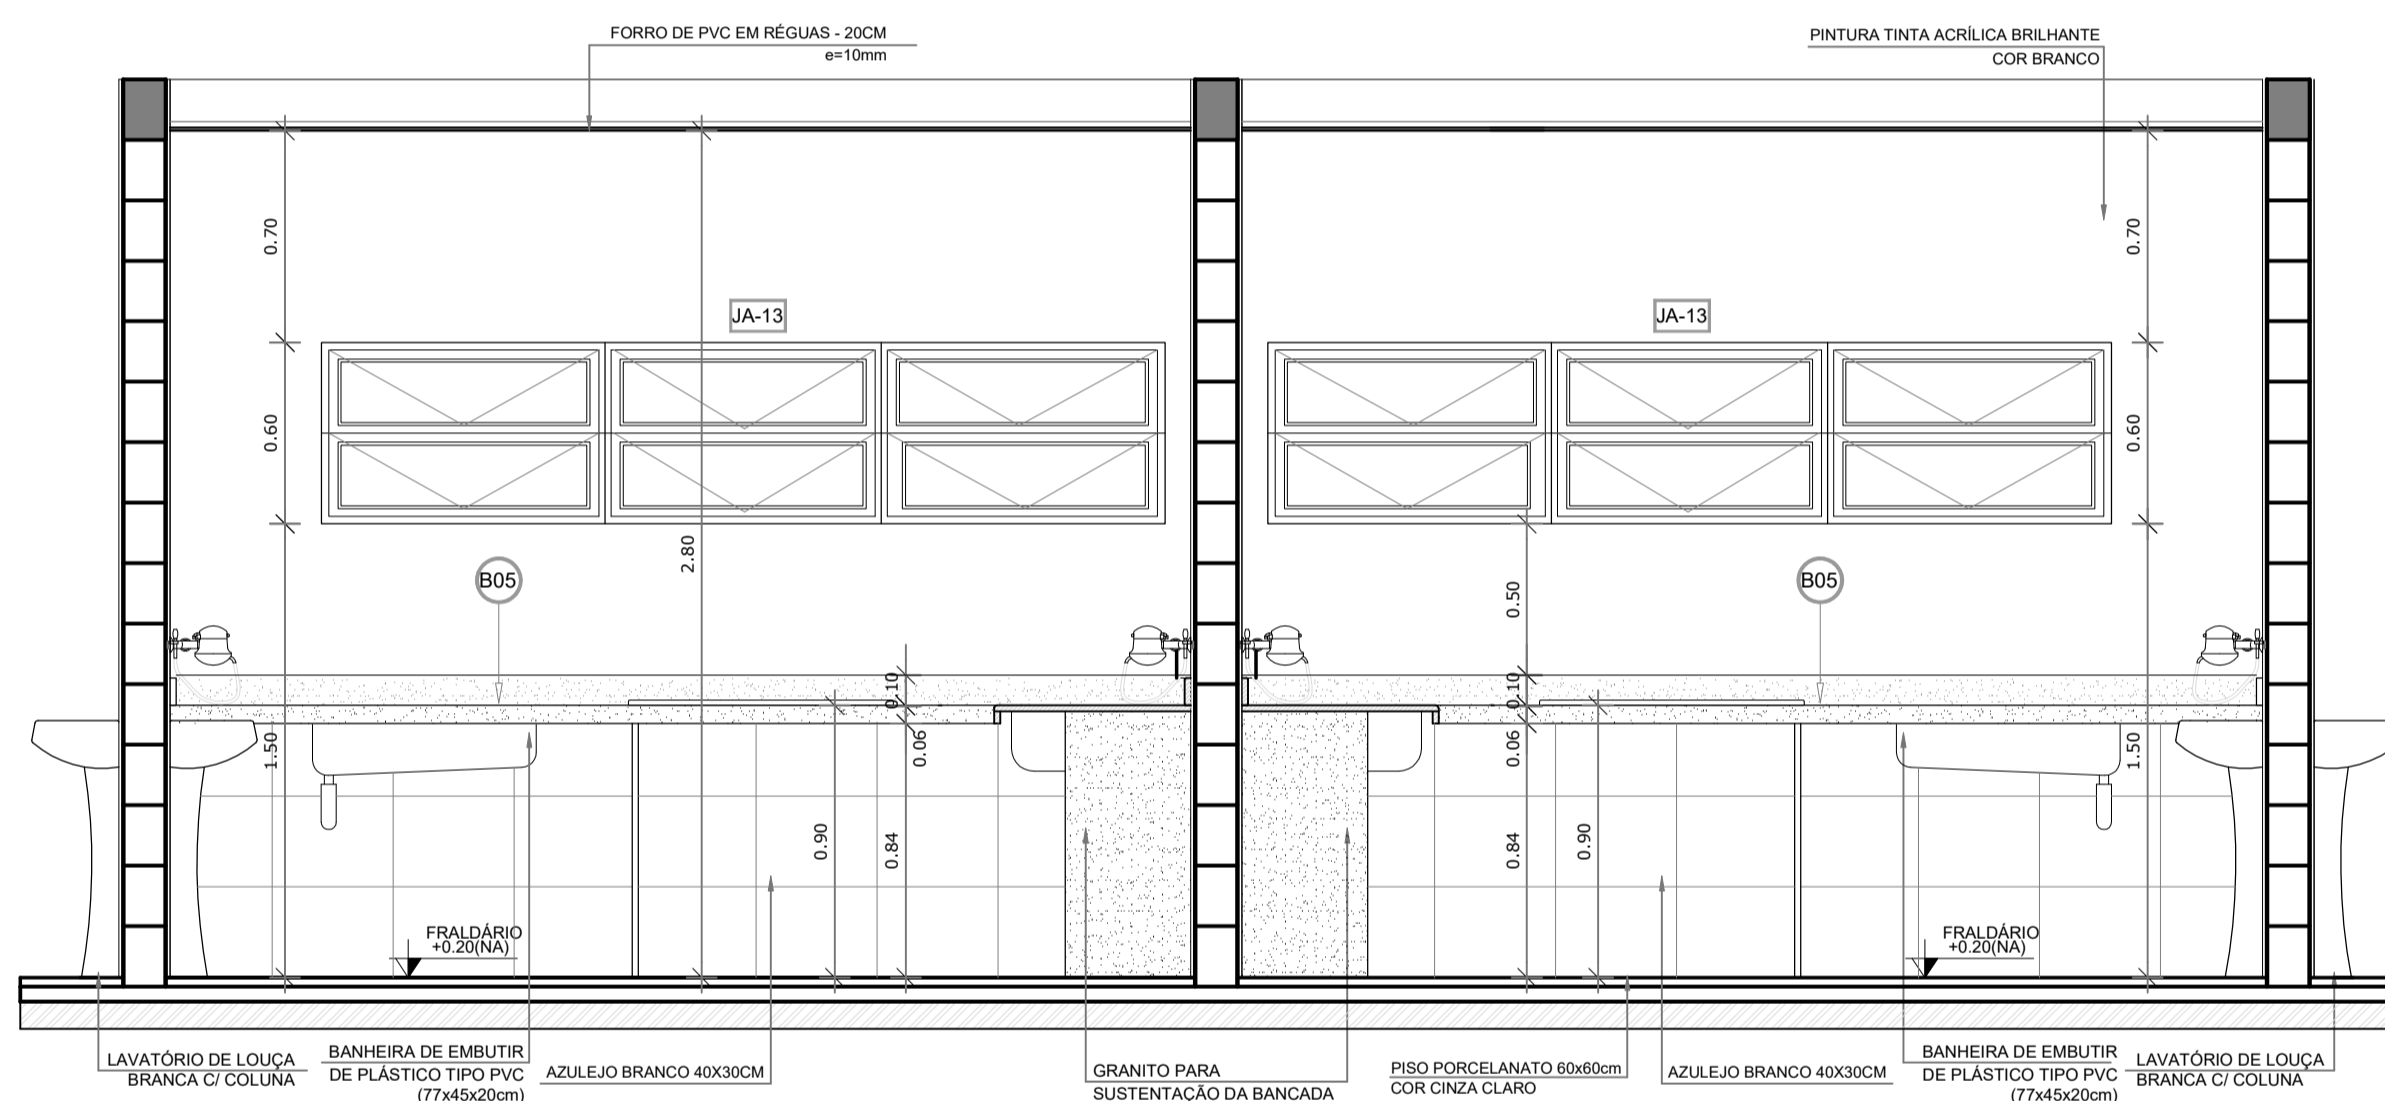 FORRO DE PVC EM RÉGUAS - 20CM
e=10mm
PINTURA TINTA ACRÍLICA BRILHANTE
COR BRANCO
0.70
0.70
JA-13
JA-13
0.60
0.60
2.80
B05
B05
0.50
0.10
0.10
1.50
0.06
0.06
1.50
0.90
0.84
0.84
0.90
FRALDÁRIO
+0.20(NA)
FRALDÁRIO
+0.20(NA)
LAVATÓRIO DE LOUÇA
BRANCA C/ COLUNA
BANHEIRA DE EMBUTIR
DE PLÁSTICO TIPO PVC
(77x45x20cm)
AZULEJO BRANCO 40X30CM
GRANITO PARA
SUSTENTAÇÃO DA BANCADA
PISO PORCELANATO 60x60cm
COR CINZA CLARO
AZULEJO BRANCO 40X30CM
BANHEIRA DE EMBUTIR
DE PLÁSTICO TIPO PVC
(77x45x20cm)
LAVATÓRIO DE LOUÇA
BRANCA C/ COLUNA